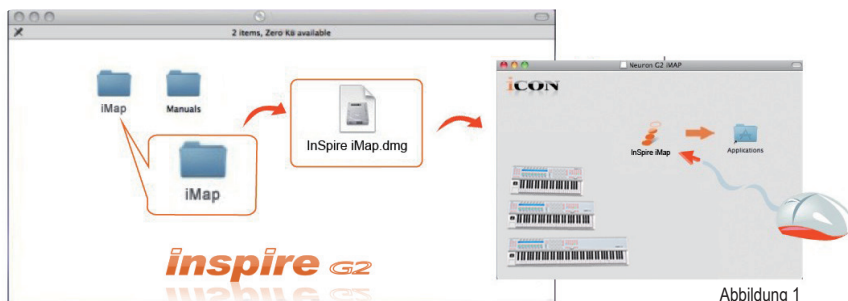 2 items, Zero KB available
iMap
Manuals
iMap
InSpire iMap.dmg
inspire G2
Neuron G2 iMAP
iCON
InSpire iMap
Applications
Abbildung 1